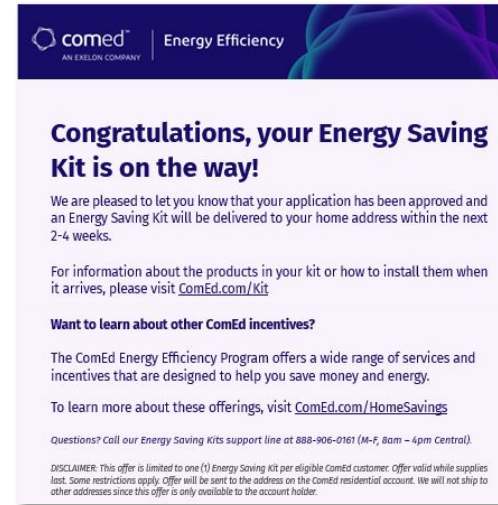 comed™ Energy Efficiency
AN EXELON COMPANY
Congratulations, your Energy Saving
Kit is on the way!
We are pleased to let you know that your application has been approved and
an Energy Saving Kit will be delivered to your home address within the next
2-4 weeks.
For information about the products in your kit or how to install them when
it arrives, please visit ComEd.com/Kit
Want to learn about other ComEd incentives?
The ComEd Energy Efficiency Program offers a wide range of services and
incentives that are designed to help you save money and energy.
To learn more about these offerings, visit ComEd.com/HomeSavings
Questions? Call our Energy Saving Kits support line at 888-906-0161 (M-F, 8am – 4pm Central).
DISCLAIMER: This offer is limited to one (1) Energy Saving Kit per eligible ComEd customer. Offer valid while supplies
last. Some restrictions apply. Offer will be sent to the address on the ComEd residential account. We will not ship to
other addresses since this offer is only available to the account holder.